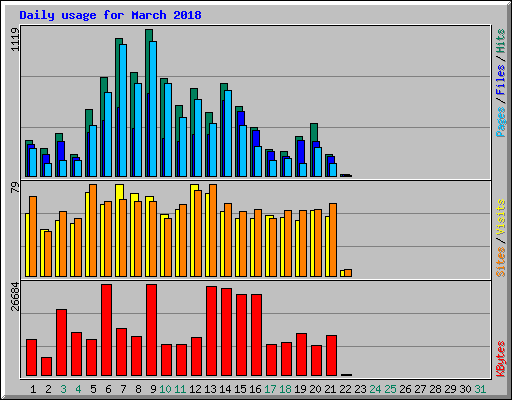 Daily usage for March 2018
1119
Pages / Files / Hits
79
Sites / Visits
26684
KBytes
1 2 3 4 5 6 7 8 9 10 11 12 13 14 15 16 17 18 19 20 21 22 23 24 25 26 27 28 29 30 31